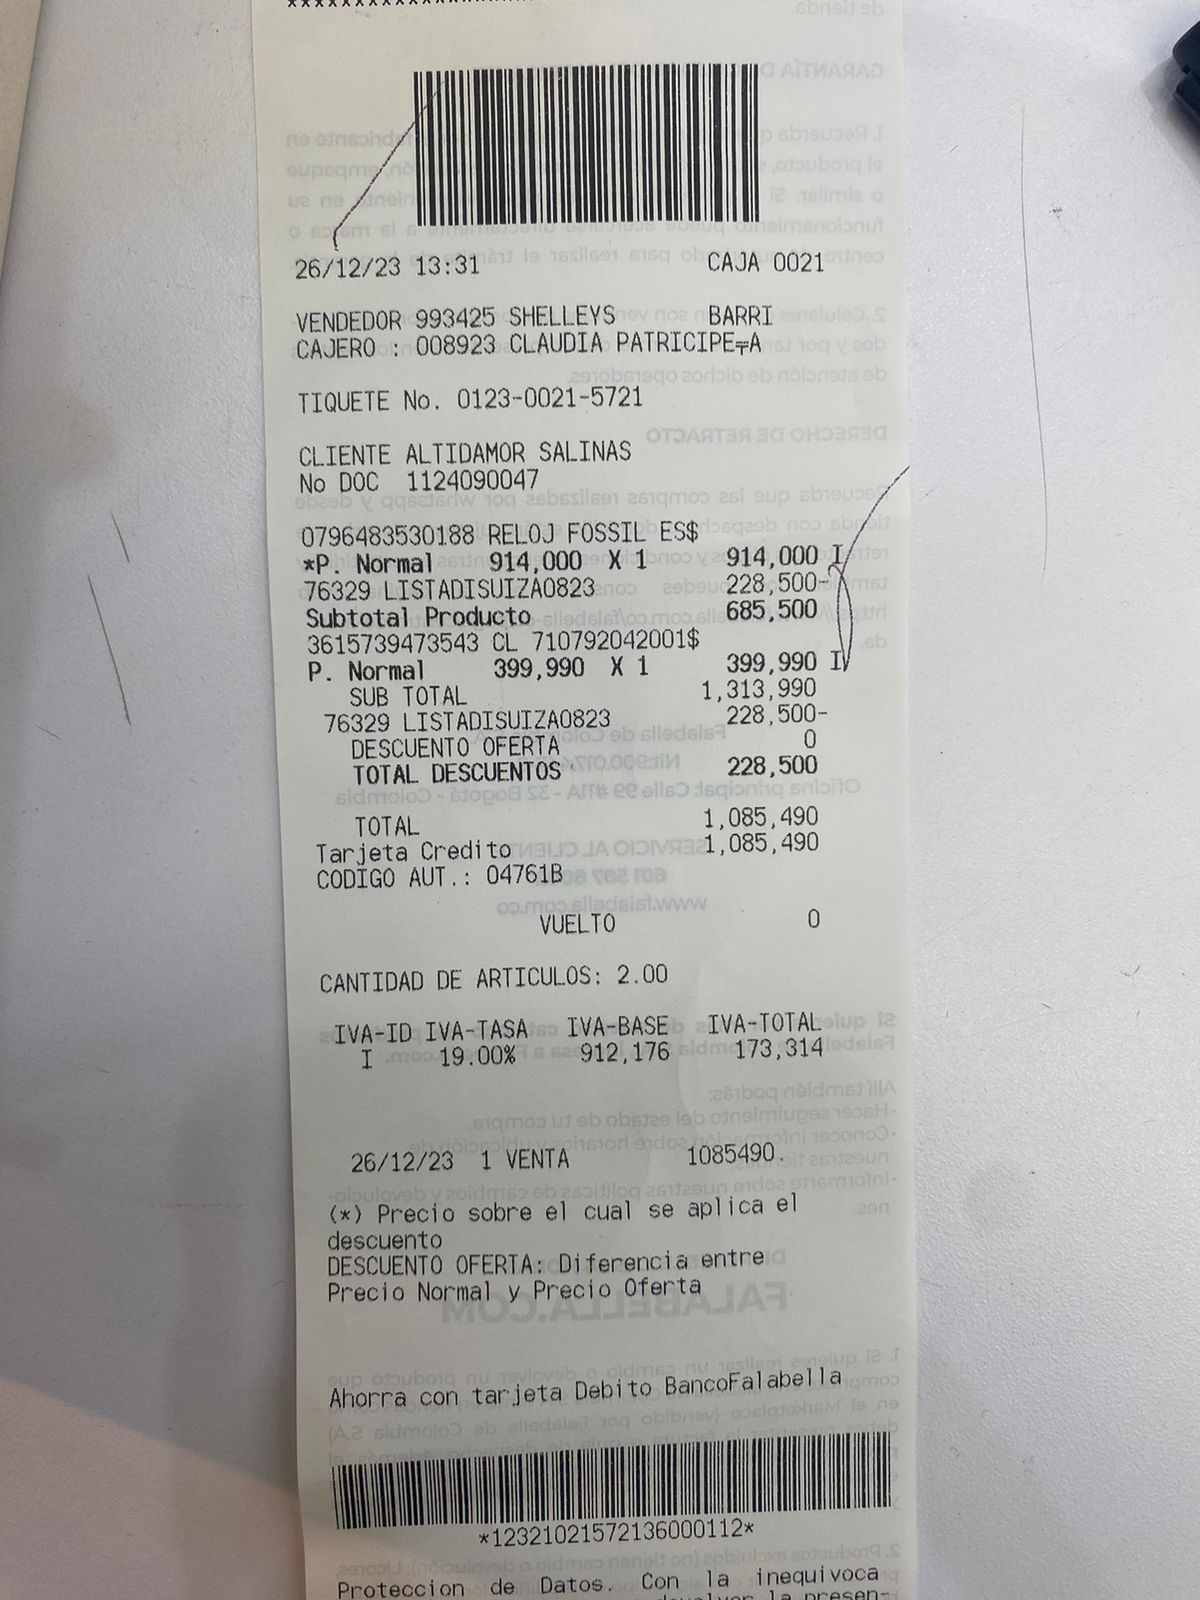 26/12/23 13:31 CAJA 0021
VENDEDOR 993425 SHELLEYS BARRI
CAJERO : 008923 CLAUDIA PATRICIPE╤A
TIQUETE No. 0123-0021-5721
CLIENTE ALTIDAMOR SALINAS
No DOC 1124090047
0796483530188 RELOJ FOSSIL ES$
*P. Normal 914,000 X 1 914,000 I
76329 LISTADISUIZA0823 228,500-
Subtotal Producto 685,500
3615739473543 CL 710792042001$
P. Normal 399,990 X 1 399,990 I
SUB TOTAL 1,313,990
76329 LISTADISUIZA0823 228,500-
DESCUENTO OFERTA 0
TOTAL DESCUENTOS 228,500
TOTAL 1,085,490
Tarjeta Credito 1,085,490
CODIGO AUT.: 04761B
VUELTO 0
CANTIDAD DE ARTICULOS: 2.00
IVA-ID IVA-TASA IVA-BASE IVA-TOTAL
I 19.00% 912,176 173,314
26/12/23 1 VENTA 1085490.
(*) Precio sobre el cual se aplica el
descuento
DESCUENTO OFERTA: Diferencia entre
Precio Normal y Precio Oferta
Ahorra con tarjeta Debito BancoFalabella
*12321021572136000112*
Proteccion de Datos. Con la inequivoca
devolver la presen-